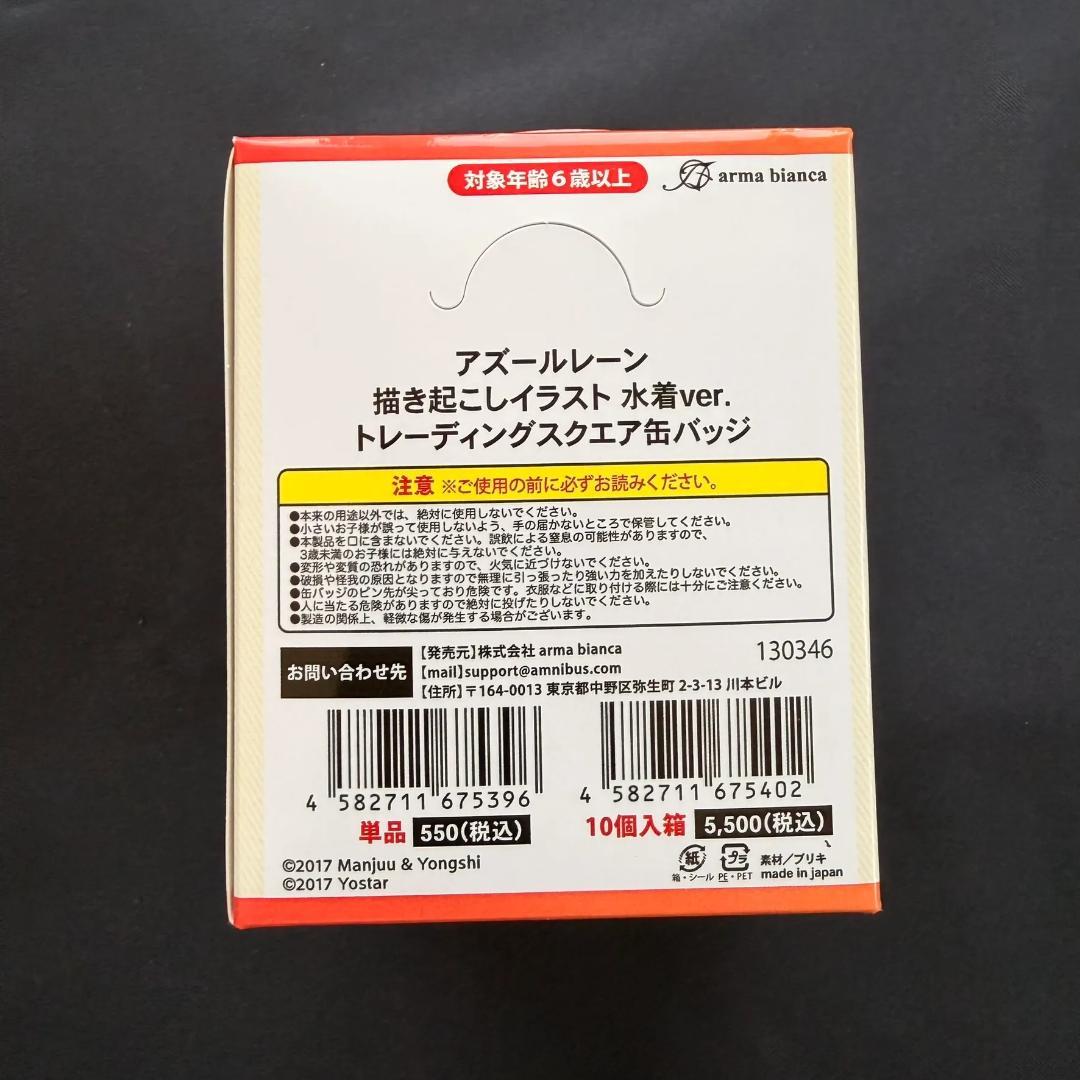 対象年齢6歳以上
arma bianca
アズールレーン
描き起こしイラスト 水着ver.
トレーディングスクエア缶バッジ
注意 ※ご使用の前に必ずお読みください。
●本来の用途以外では、絶対に使用しないでください。
●小さいお子様が誤って使用しないよう、手の届かないところで保管してください。
●本製品を口に含まないでください。誤飲による窒息の可能性がありますので、
3歳未満のお子様には絶対に与えないでください。
●変形や変質の恐れがありますので、火気に近づけないでください。
●破損や怪我の原因となりますので無理に引っ張ったり強い力を加えたりしないでください。
●缶バッジのピン先が尖っており危険です。衣服などに取り付ける際には十分にご注意ください。
●人に当たる危険がありますので絶対に投げたりしないでください。
●製造の関係上、軽微な傷が発生する場合がございます。
お問い合わせ先
【発売元】株式会社 arma bianca
【mail】support@amnibus.com
【住所】〒164-0013 東京都中野区弥生町 2-3-13 川本ビル
130346
4 582711 675396
4 582711 675402
単品 550(税込)
10個入箱 5,500(税込)
©2017 Manjuu & Yongshi
©2017 Yostar
紙
箱・シール
プラ
PE・PET
素材/ブリキ
made in japan